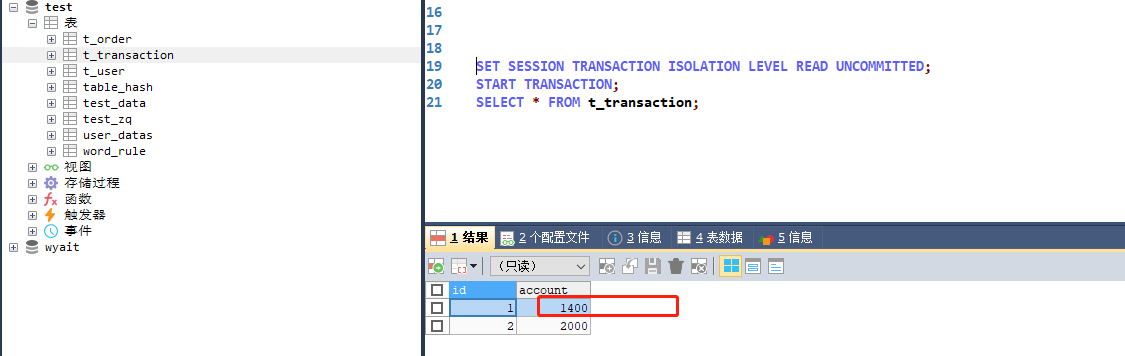 test
表
t_order
t_transaction
t_user
table_hash
test_data
test_zq
user_datas
word_rule
视图
存储过程
函数
触发器
事件
wyait
16
17
18
19 SET SESSION TRANSACTION ISOLATION LEVEL READ UNCOMMITTED;
20 START TRANSACTION;
21 SELECT * FROM t_transaction;
1 结果 2 个配置文件 3 信息 4 表数据 5 信息
(只读)
id account
1 1400
2 2000